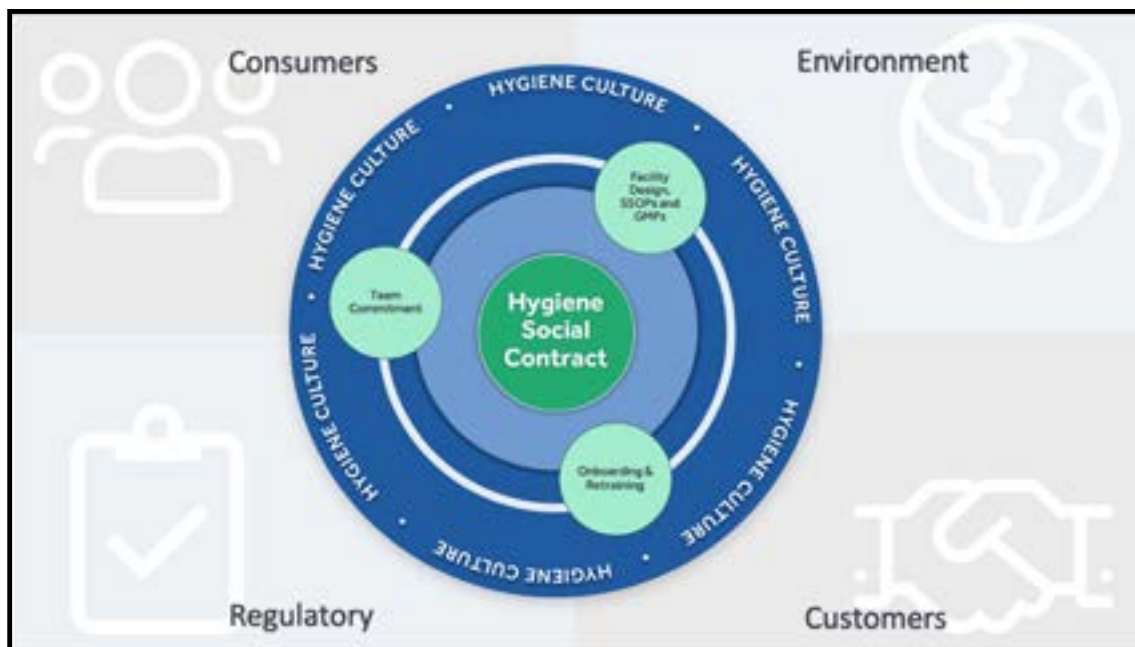 Consumers
Environment
HYGIENE CULTURE
HYGIENE CULTURE
HYGIENE CULTURE
HYGIENE CULTURE
HYGIENE CULTURE
HYGIENE CULTURE
HYGIENE CULTURE
Facility
Design,
SSOPs and
GMPs
Team
Commitment
Hygiene
Social
Contract
Onboarding &
Retraining
Regulatory
Customers